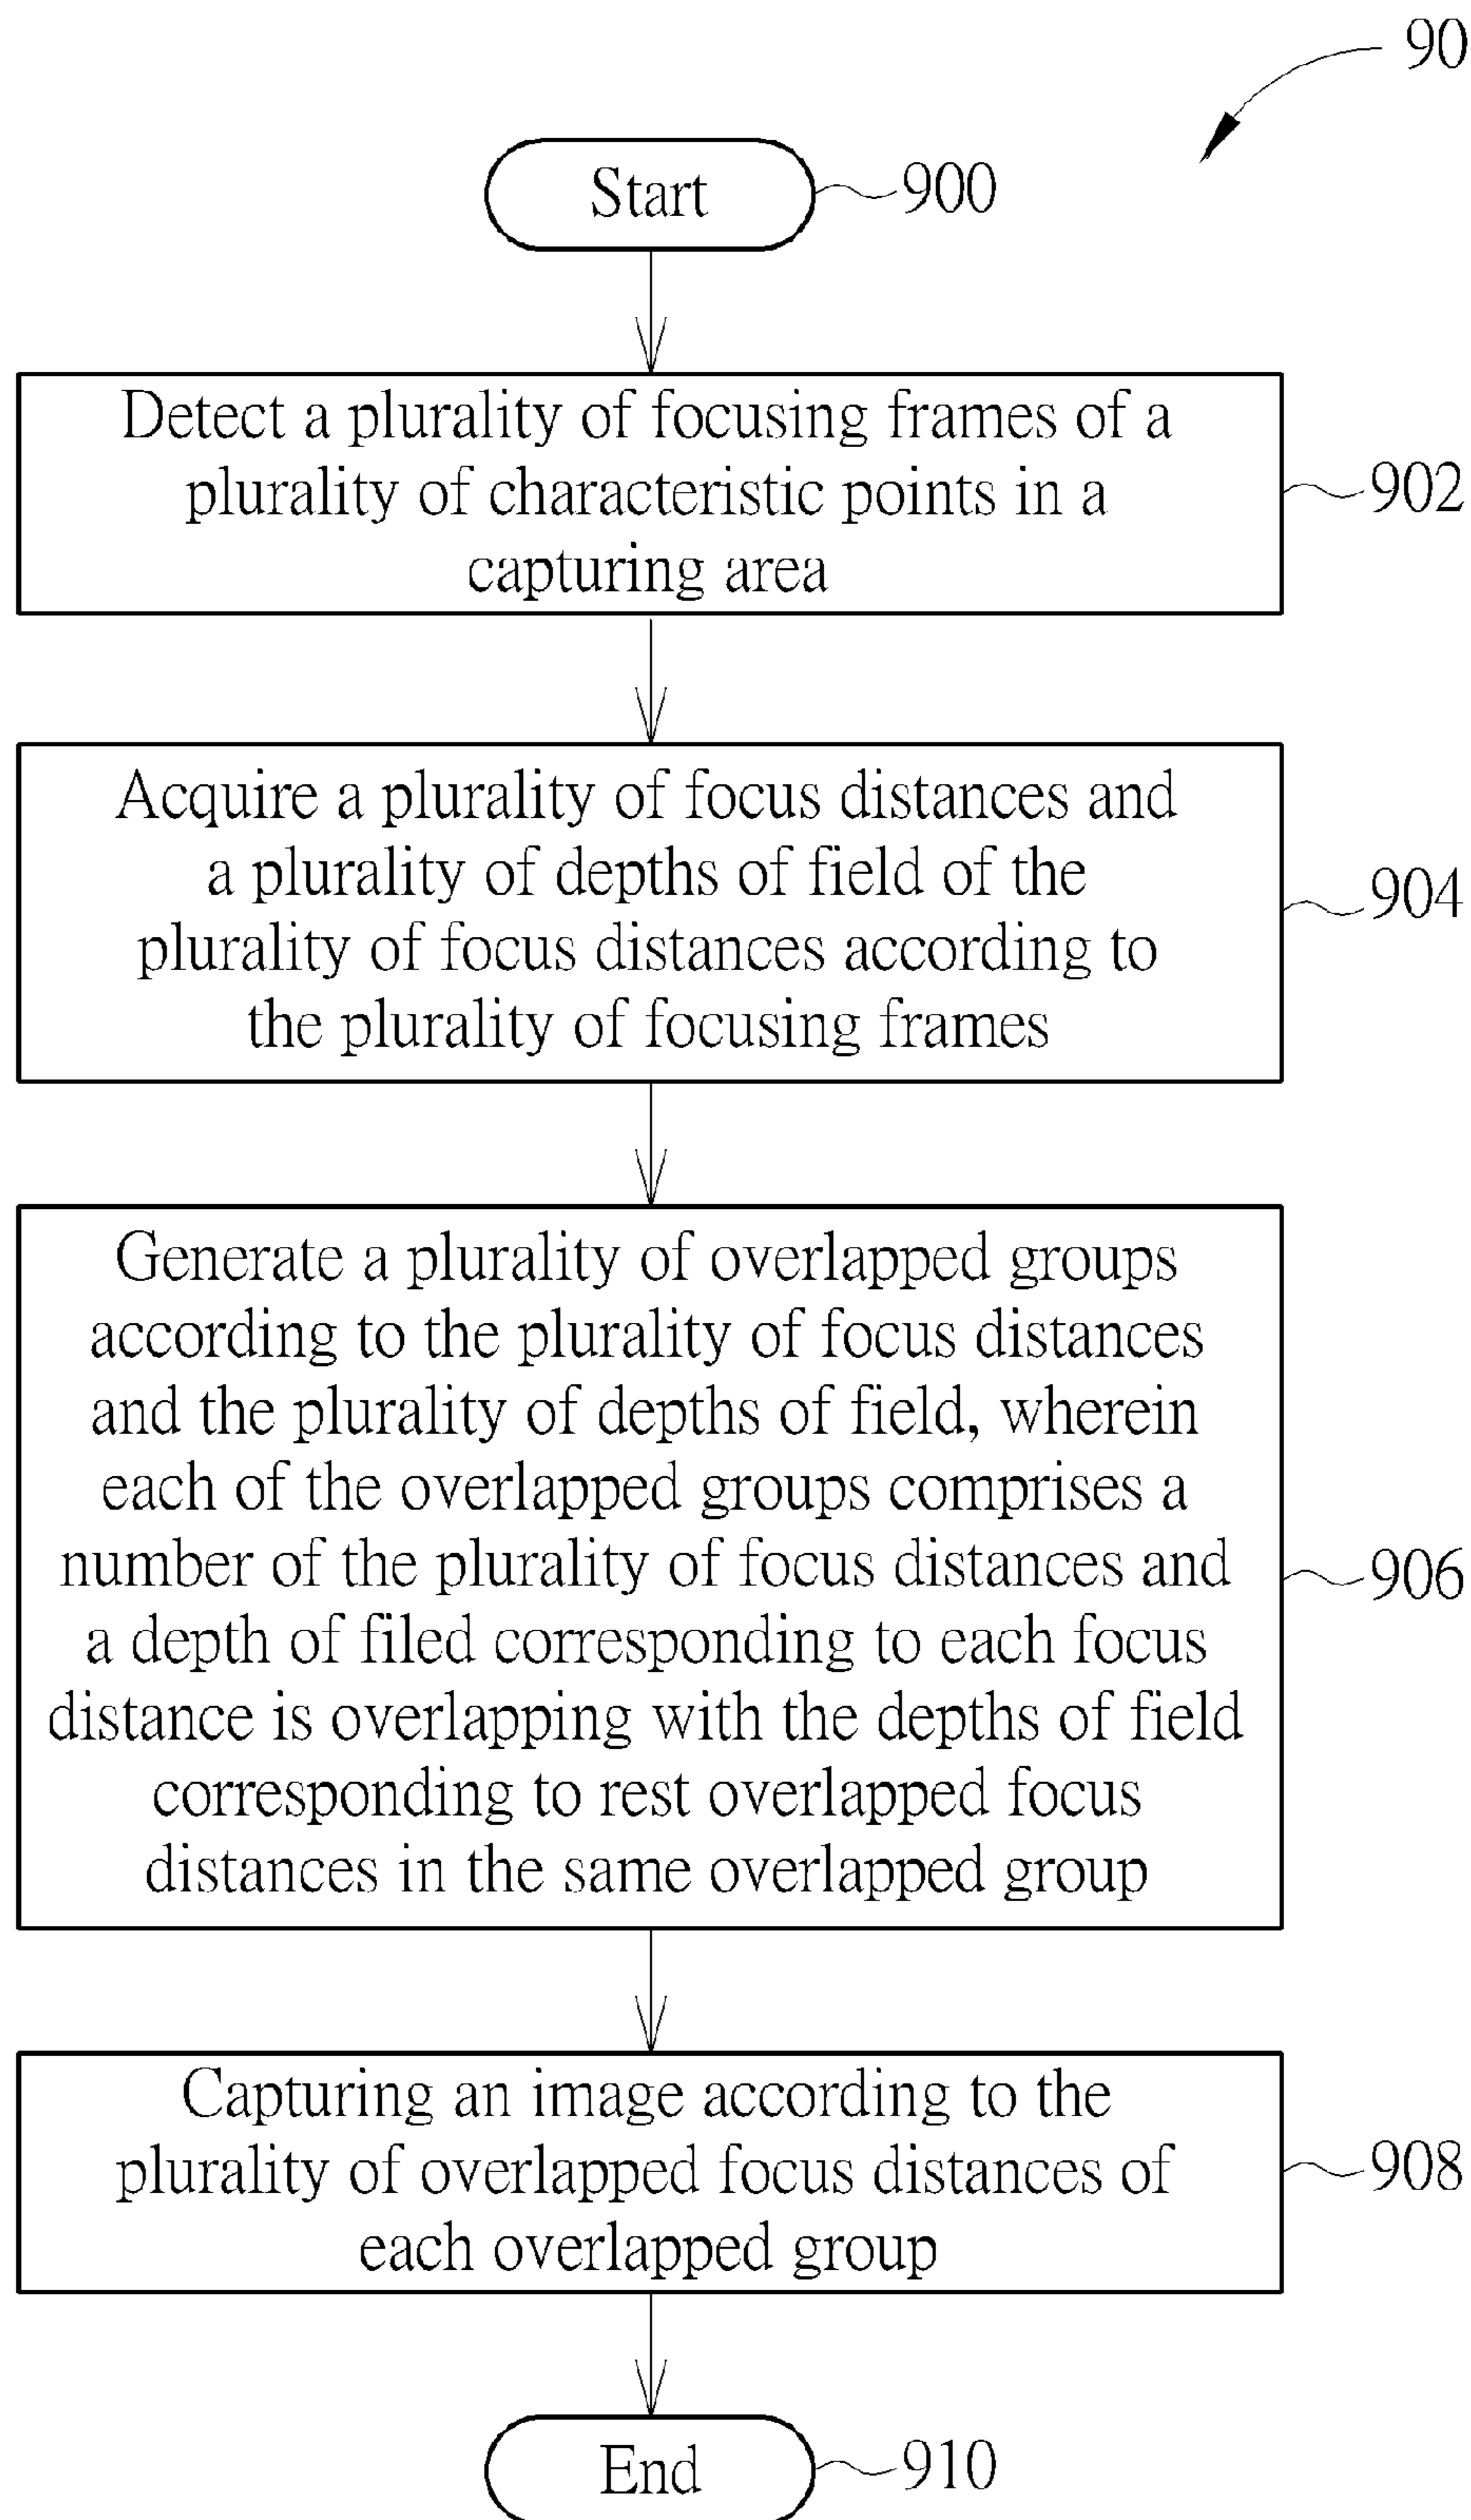 90
Start
900
Detect a plurality of focusing frames of a
plurality of characteristic points in a
capturing area
902
Acquire a plurality of focus distances and
a plurality of depths of field of the
plurality of focus distances according to
the plurality of focusing frames
904
Generate a plurality of overlapped groups
according to the plurality of focus distances
and the plurality of depths of field, wherein
each of the overlapped groups comprises a
number of the plurality of focus distances and
a depth of filed corresponding to each focus
distance is overlapping with the depths of field
corresponding to rest overlapped focus
distances in the same overlapped group
906
Capturing an image according to the
plurality of overlapped focus distances of
each overlapped group
908
End
910